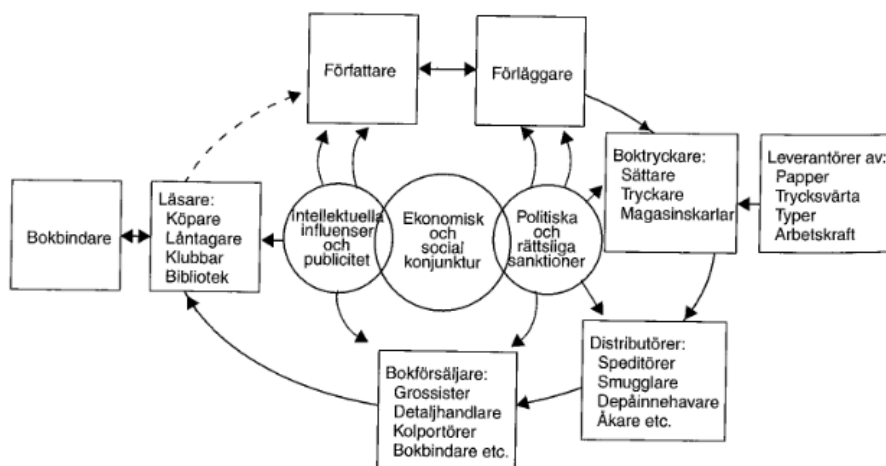 Författare
Förläggare
Boktryckare:
Sättare
Tryckare
Magasinskarlar
Leverantörer av:
Papper
Trycksvärta
Typer
Arbetskraft
Bokbindare
Läsare:
Köpare
Låntagare
Klubbar
Bibliotek
Intellektuella
influenser
och
publicitet
Ekonomisk
och
social
konjunktur
Politiska
och
rättsliga
sanktioner
Distributörer:
Speditörer
Smugglare
Depåinnehavare
Åkare etc.
Bokförsäljare:
Grossister
Detaljhandlare
Kolportörer
Bokbindare etc.